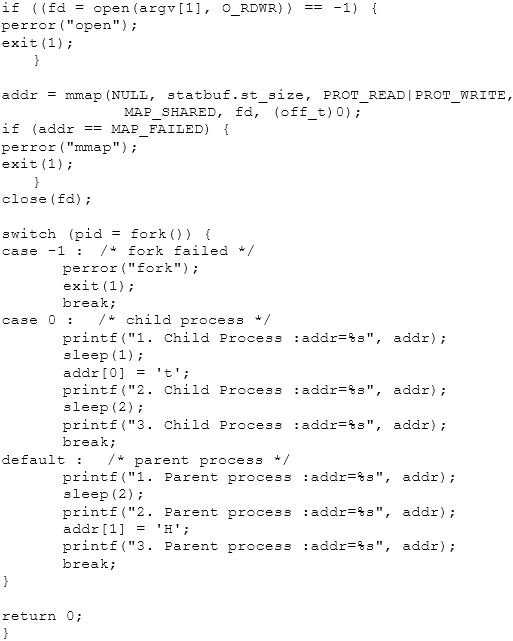 if ((fd = open(argv[1], O_RDWR)) == -1) {
perror("open");
exit(1);
}
addr = mmap(NULL, statbuf.st_size, PROT_READ|PROT_WRITE,
MAP_SHARED, fd, (off_t)0);
if (addr == MAP_FAILED) {
perror("mmap");
exit(1);
}
close(fd);
switch (pid = fork()) {
case -1 : /* fork failed */
perror("fork");
exit(1);
break;
case 0 : /* child process */
printf("1. Child Process :addr=%s", addr);
sleep(1);
addr[0] = 't';
printf("2. Child Process :addr=%s", addr);
sleep(2);
printf("3. Child Process :addr=%s", addr);
break;
default : /* parent process */
printf("1. Parent process :addr=%s", addr);
sleep(2);
printf("2. Parent process :addr=%s", addr);
addr[1] = 'H';
printf("3. Parent process :addr=%s", addr);
break;
}
return 0;
}